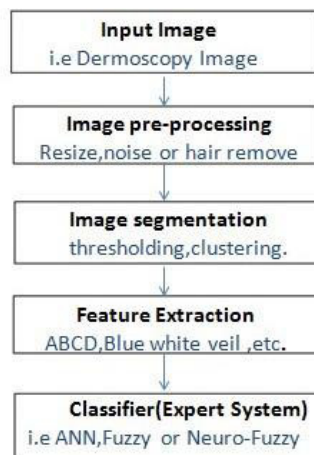 Input Image
i.e Dermoscopy Image
Image pre-processing
Resize,noise or hair remove
Image segmentation
thresholding,clustering.
Feature Extraction
ABCD,Blue white veil ,etc.
Classifier(Expert System)
i.e ANN,Fuzzy or Neuro-Fuzzy